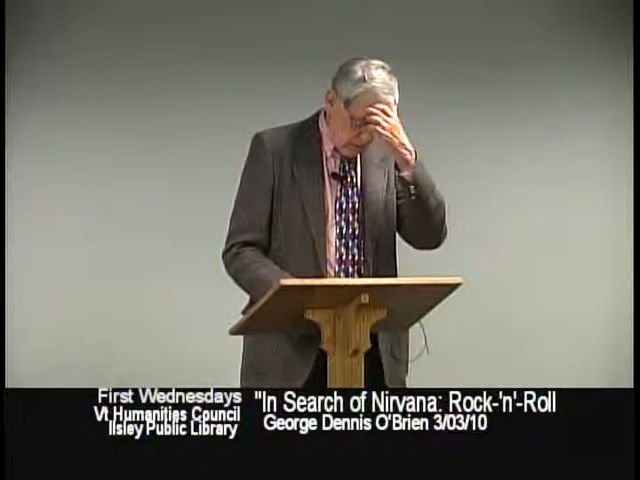 First Wednesdays
Vt Humanities Council
Ilsley Public Library
"In Search of Nirvana: Rock-'n'-Roll
George Dennis O'Brien 3/03/10